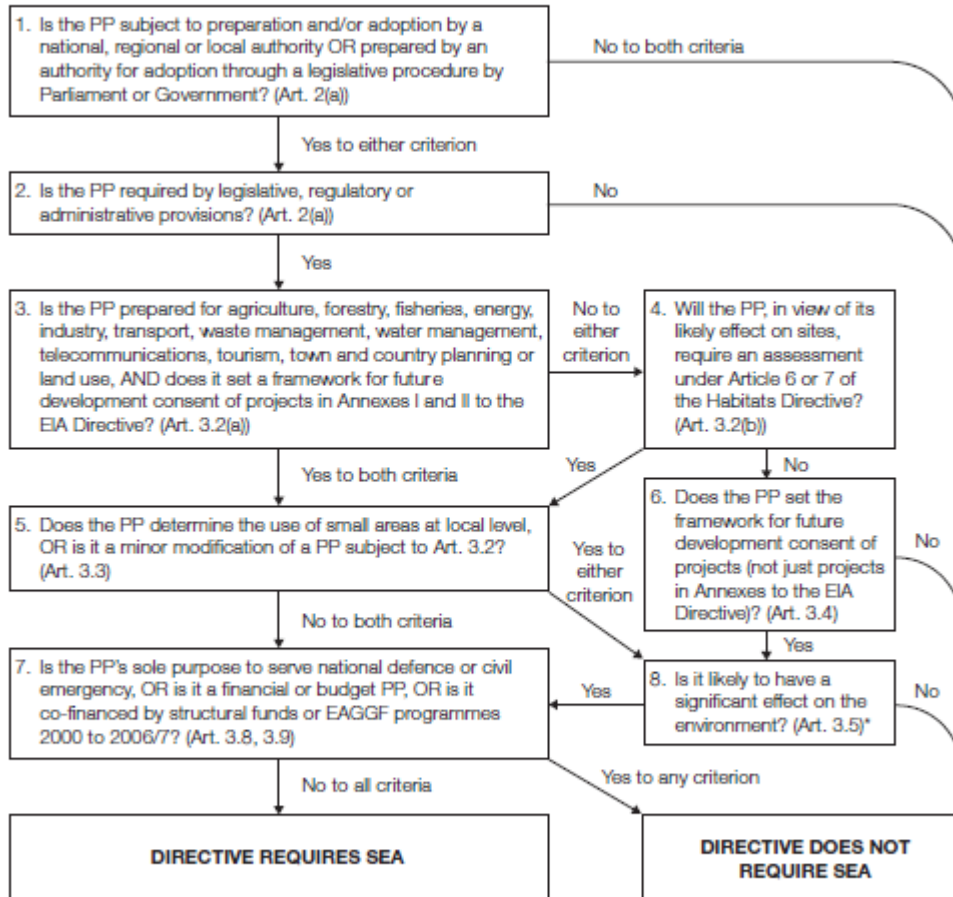 1. Is the PP subject to preparation and/or adoption by a
national, regional or local authority OR prepared by an
authority for adoption through a legislative procedure by
Parliament or Government? (Art. 2(a))
No to both criteria
Yes to either criterion
2. Is the PP required by legislative, regulatory or
administrative provisions? (Art. 2(a))
No
Yes
3. Is the PP prepared for agriculture, forestry, fisheries, energy,
industry, transport, waste management, water management,
telecommunications, tourism, town and country planning or
land use, AND does it set a framework for future
development consent of projects in Annexes I and II to the
EIA Directive? (Art. 3.2(a))
No to
either
criterion
4. Will the PP, in view of its
likely effect on sites,
require an assessment
under Article 6 or 7 of
the Habitats Directive?
(Art. 3.2(b))
Yes to both criteria
Yes
No
5. Does the PP determine the use of small areas at local level,
OR is it a minor modification of a PP subject to Art. 3.2?
(Art. 3.3)
Yes to
either
criterion
6. Does the PP set the
framework for future
development consent of
projects (not just projects
in Annexes to the EIA
Directive)? (Art. 3.4)
No
No to both criteria
Yes
7. Is the PP's sole purpose to serve national defence or civil
emergency, OR is it a financial or budget PP, OR is it
co-financed by structural funds or EAGGF programmes
2000 to 2006/7? (Art. 3.8, 3.9)
Yes
8. Is it likely to have a
significant effect on the
environment? (Art. 3.5)*
No
No to all criteria
Yes to any criterion
DIRECTIVE REQUIRES SEA
DIRECTIVE DOES NOT
REQUIRE SEA